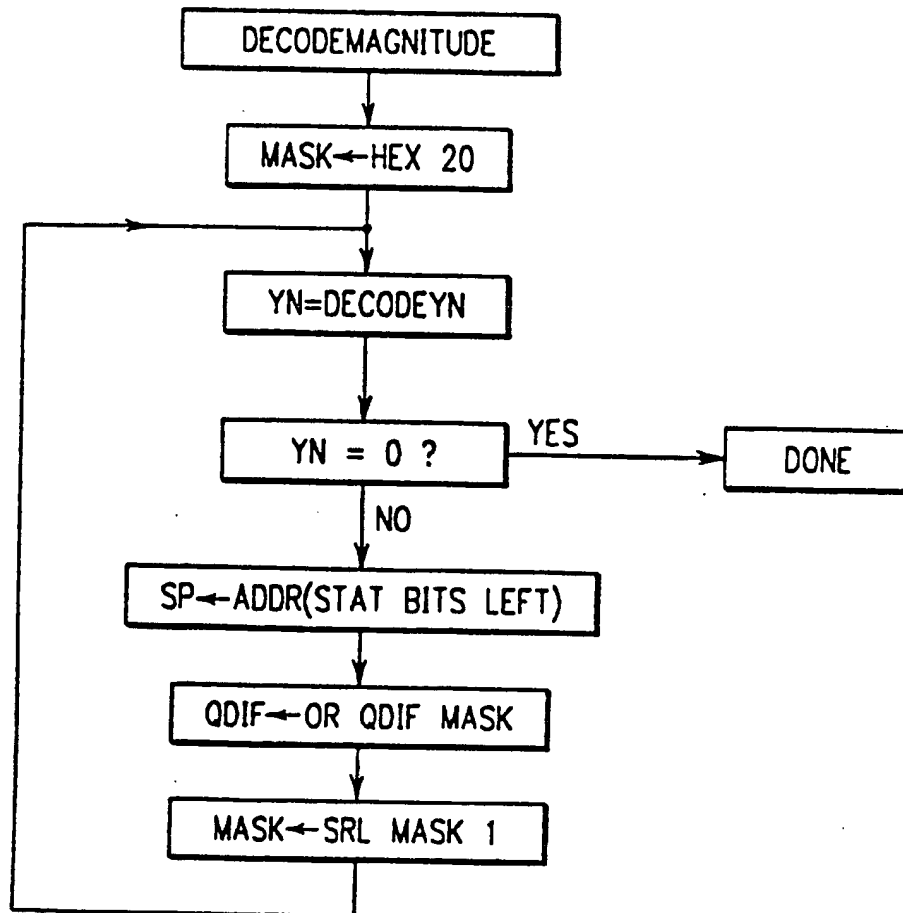 DECODEMAGNITUDE
MASK←HEX 20
YN=DECODEYN
YN = 0 ?
YES
DONE
NO
SP←ADDR(STAT BITS LEFT)
QDIF←OR QDIF MASK
MASK←SRL MASK 1